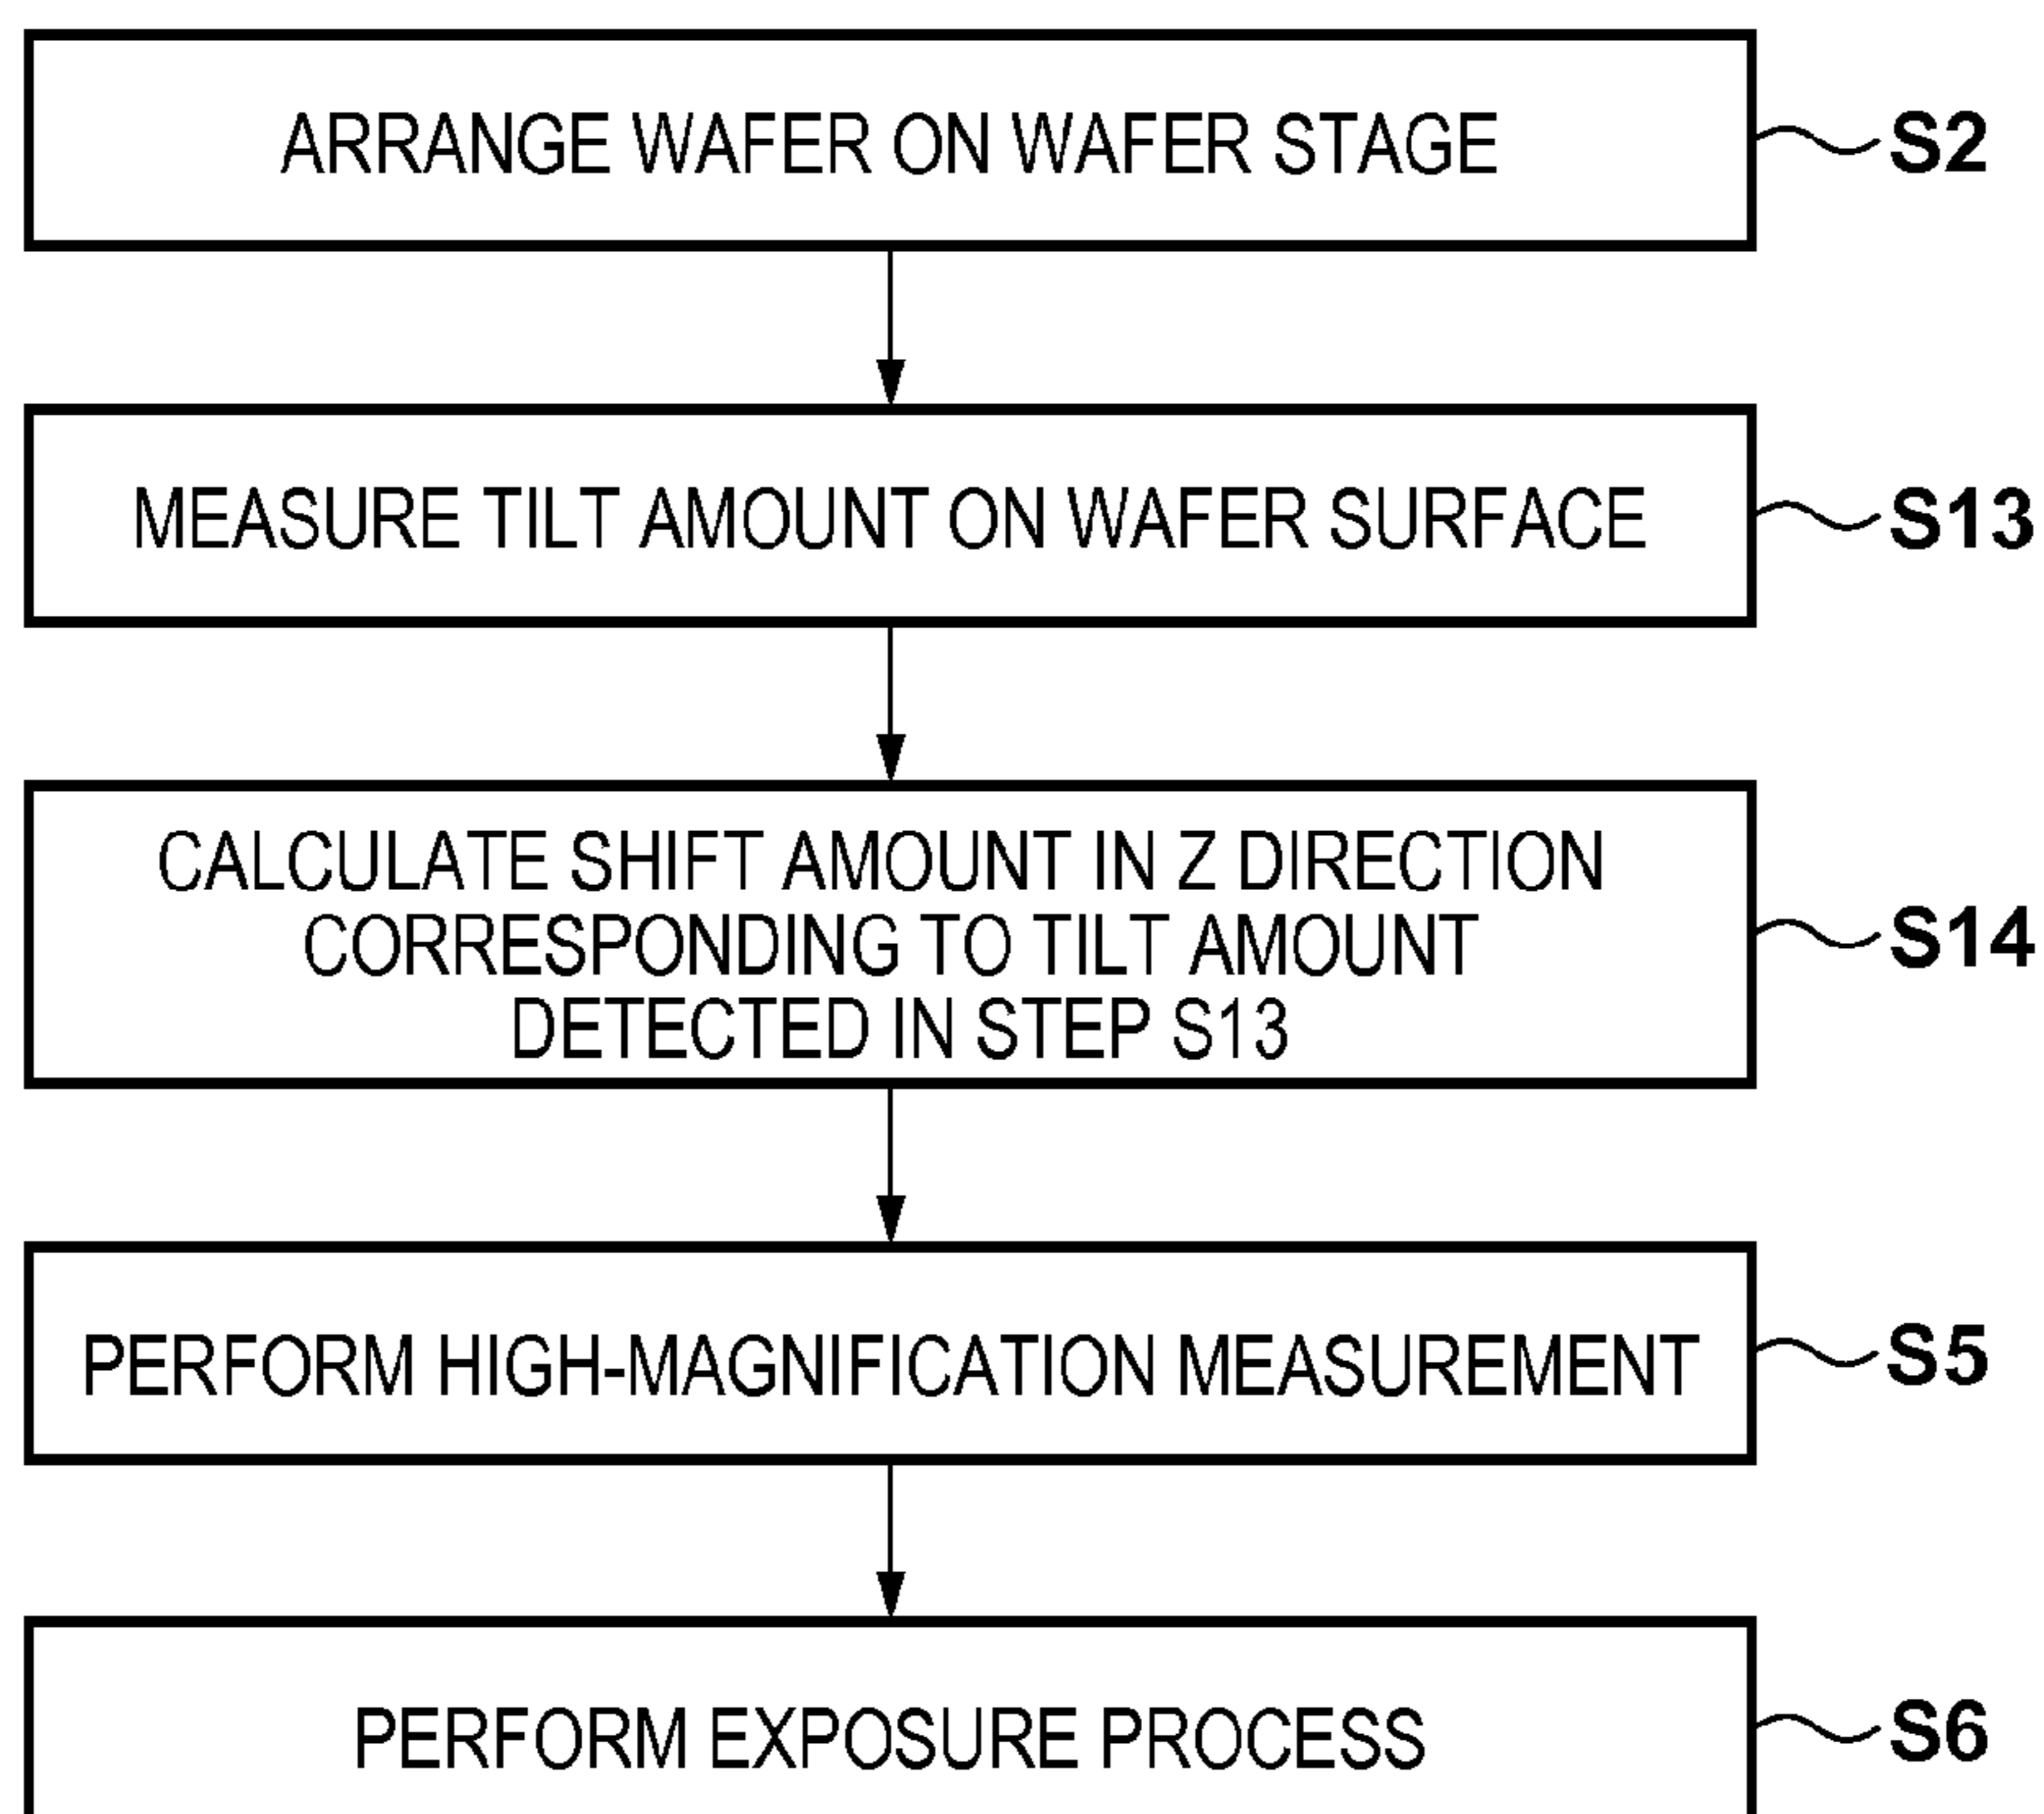 ARRANGE WAFER ON WAFER STAGE
S2
MEASURE TILT AMOUNT ON WAFER SURFACE
S13
CALCULATE SHIFT AMOUNT IN Z DIRECTION
CORRESPONDING TO TILT AMOUNT
DETECTED IN STEP S13
S14
PERFORM HIGH-MAGNIFICATION MEASUREMENT
S5
PERFORM EXPOSURE PROCESS
S6